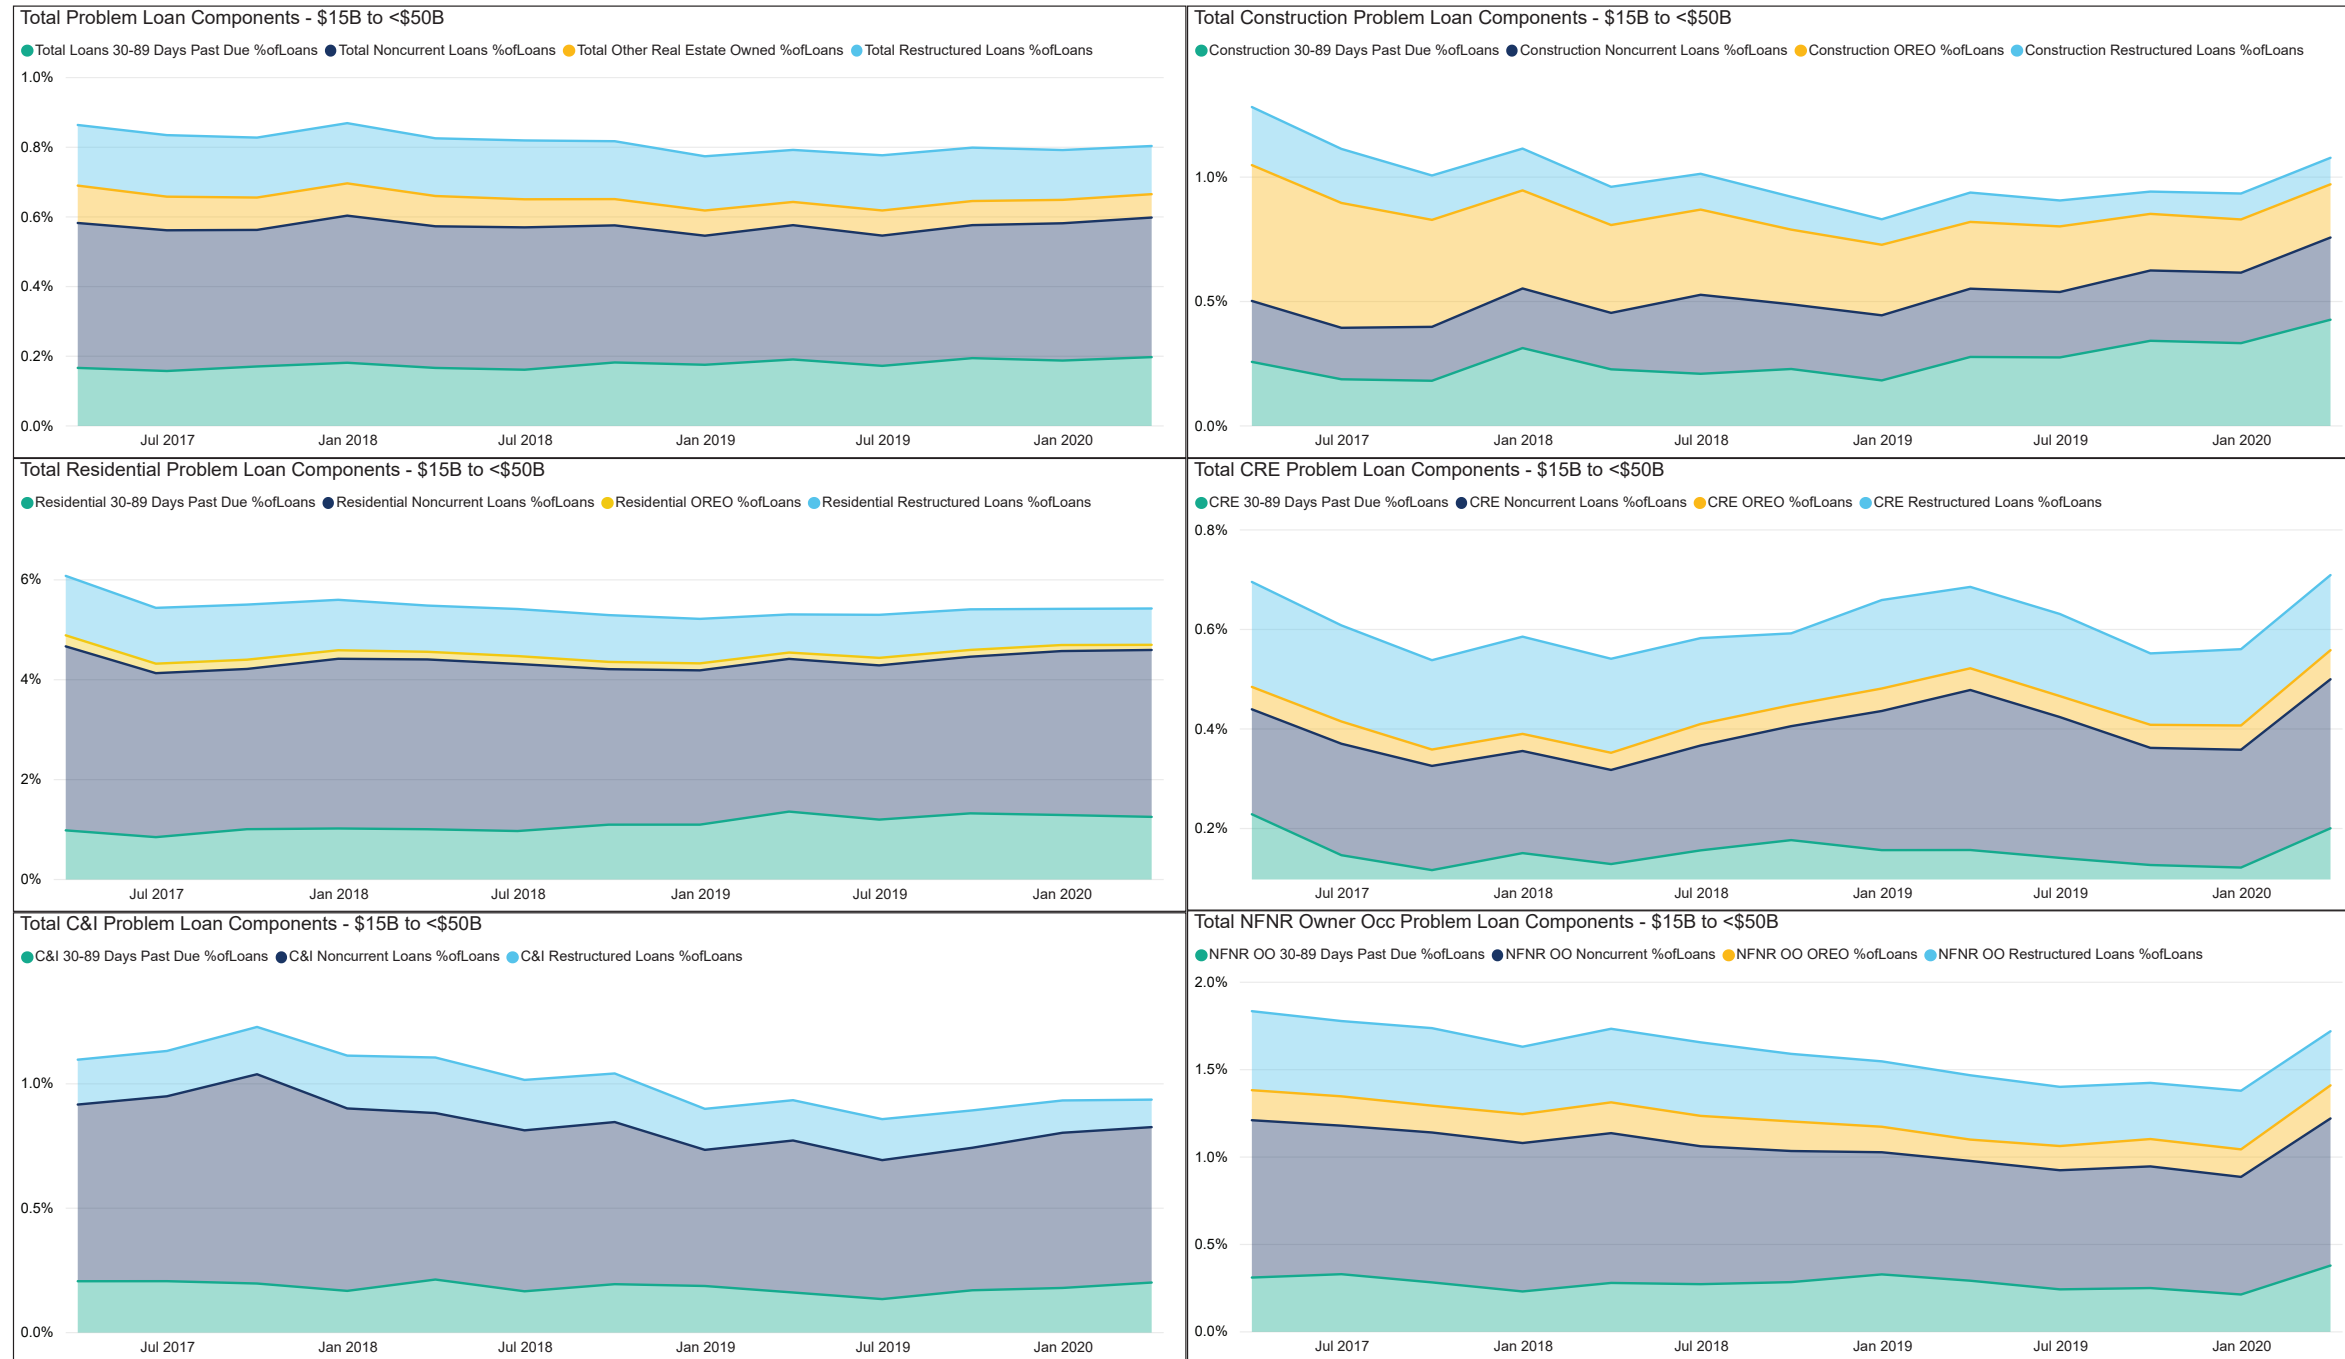 Total Problem Loan Components - $15B to <$50B
Total Loans 30-89 Days Past Due %ofLoans Total Noncurrent Loans %ofLoans Total Other Real Estate Owned %ofLoans Total Restructured Loans %ofLoans
1.0%
0.8%
0.6%
0.4%
0.2%
0.0%
Jul 2017 Jan 2018 Jul 2018 Jan 2019 Jul 2019 Jan 2020
Total Construction Problem Loan Components - $15B to <$50B
Construction 30-89 Days Past Due %ofLoans Construction Noncurrent Loans %ofLoans Construction OREO %ofLoans Construction Restructured Loans %ofLoans
1.0%
0.5%
0.0%
Jul 2017 Jan 2018 Jul 2018 Jan 2019 Jul 2019 Jan 2020
Total Residential Problem Loan Components - $15B to <$50B
Residential 30-89 Days Past Due %ofLoans Residential Noncurrent Loans %ofLoans Residential OREO %ofLoans Residential Restructured Loans %ofLoans
6%
4%
2%
0%
Jul 2017 Jan 2018 Jul 2018 Jan 2019 Jul 2019 Jan 2020
Total CRE Problem Loan Components - $15B to <$50B
CRE 30-89 Days Past Due %ofLoans CRE Noncurrent Loans %ofLoans CRE OREO %ofLoans CRE Restructured Loans %ofLoans
0.8%
0.6%
0.4%
0.2%
Jul 2017 Jan 2018 Jul 2018 Jan 2019 Jul 2019 Jan 2020
Total C&I Problem Loan Components - $15B to <$50B
C&I 30-89 Days Past Due %ofLoans C&I Noncurrent Loans %ofLoans C&I Restructured Loans %ofLoans
1.0%
0.5%
0.0%
Jul 2017 Jan 2018 Jul 2018 Jan 2019 Jul 2019 Jan 2020
Total NFNR Owner Occ Problem Loan Components - $15B to <$50B
NFNR OO 30-89 Days Past Due %ofLoans NFNR OO Noncurrent %ofLoans NFNR OO OREO %ofLoans NFNR OO Restructured Loans %ofLoans
2.0%
1.5%
1.0%
0.5%
0.0%
Jul 2017 Jan 2018 Jul 2018 Jan 2019 Jul 2019 Jan 2020